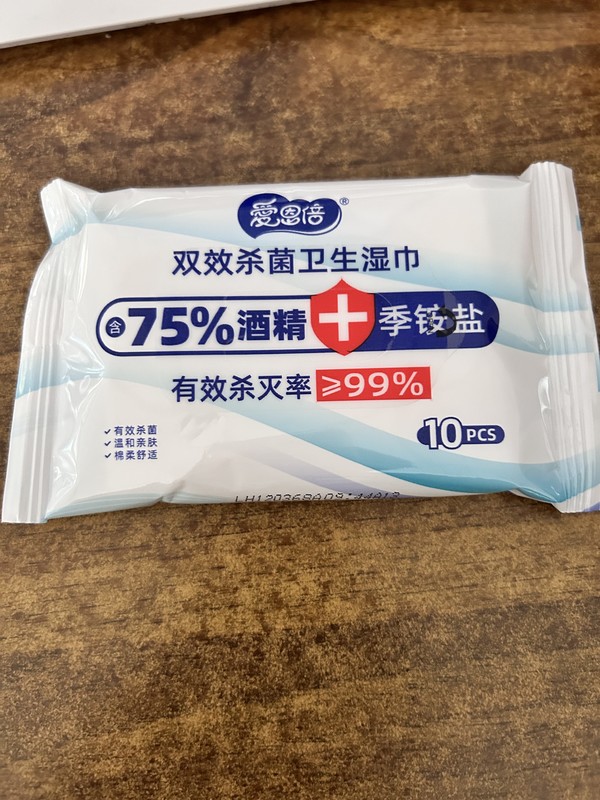 爱恩倍®
双效杀菌卫生湿巾
含75%酒精 季铵盐
有效杀灭率≥99%
✓有效杀菌
✓温和亲肤
✓棉柔舒适
10PCS